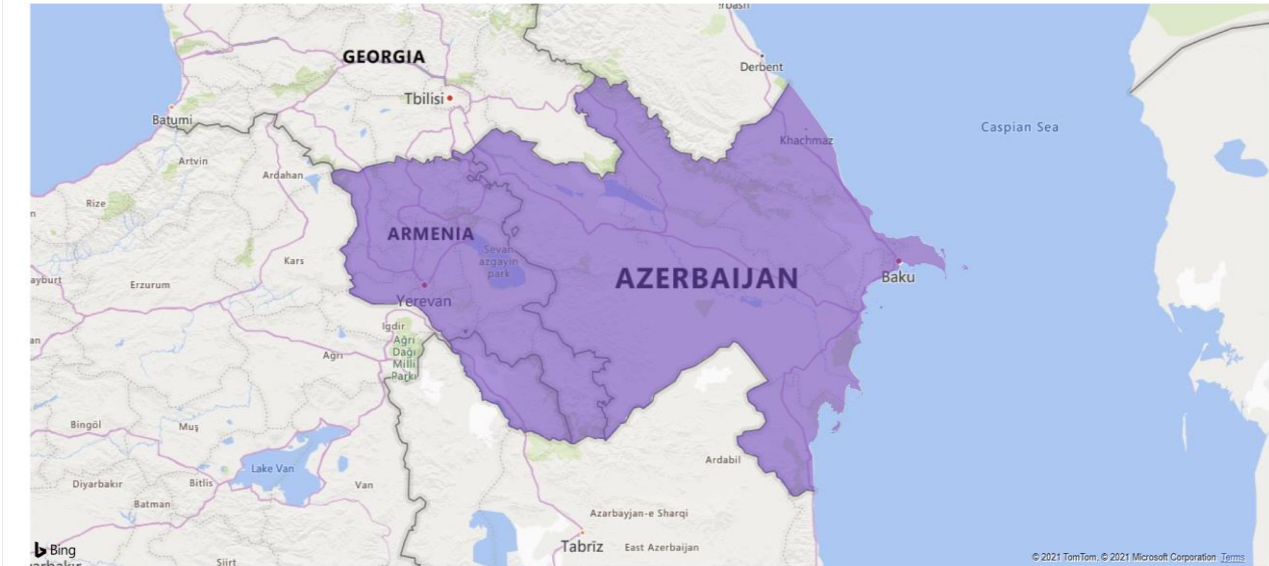 GEORGIA
Derbent
Tbilisi
Batumi
Khachmaz
Caspian Sea
Artvin
Ardahan
Rize
ARMENIA
Sevan
azgayin
park
Kars
AZERBAIJAN
Baku
Erzurum
Yerevan
Igdir
Ağrı
Dağı
Milli
Parkı
Ağrı
Bingöl
Muş
Ardabil
Lake Van
Diyarbakır
Bitlis
Van
Batman
Azarbayjan-e Sharqi
Tabrīz
East Azerbaijan
Bing
Siirt
© 2021 TomTom, © 2021 Microsoft Corporation Terms